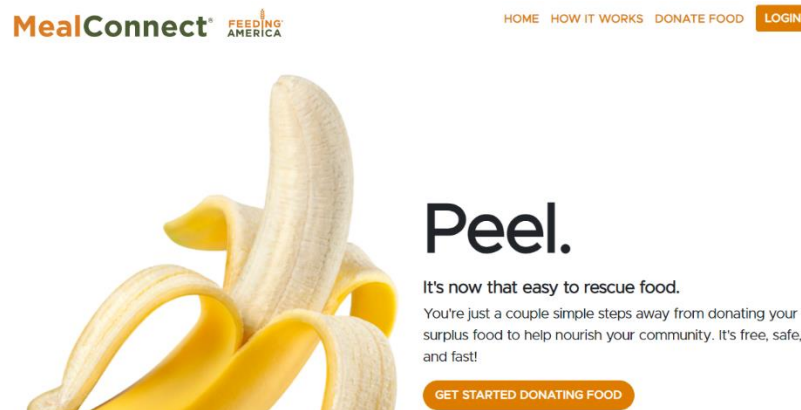 MealConnect® FEEDING AMERICA
HOME HOW IT WORKS DONATE FOOD LOGIN
Peel.
It's now that easy to rescue food.
You're just a couple simple steps away from donating your
surplus food to help nourish your community. It's free, safe,
and fast!
GET STARTED DONATING FOOD